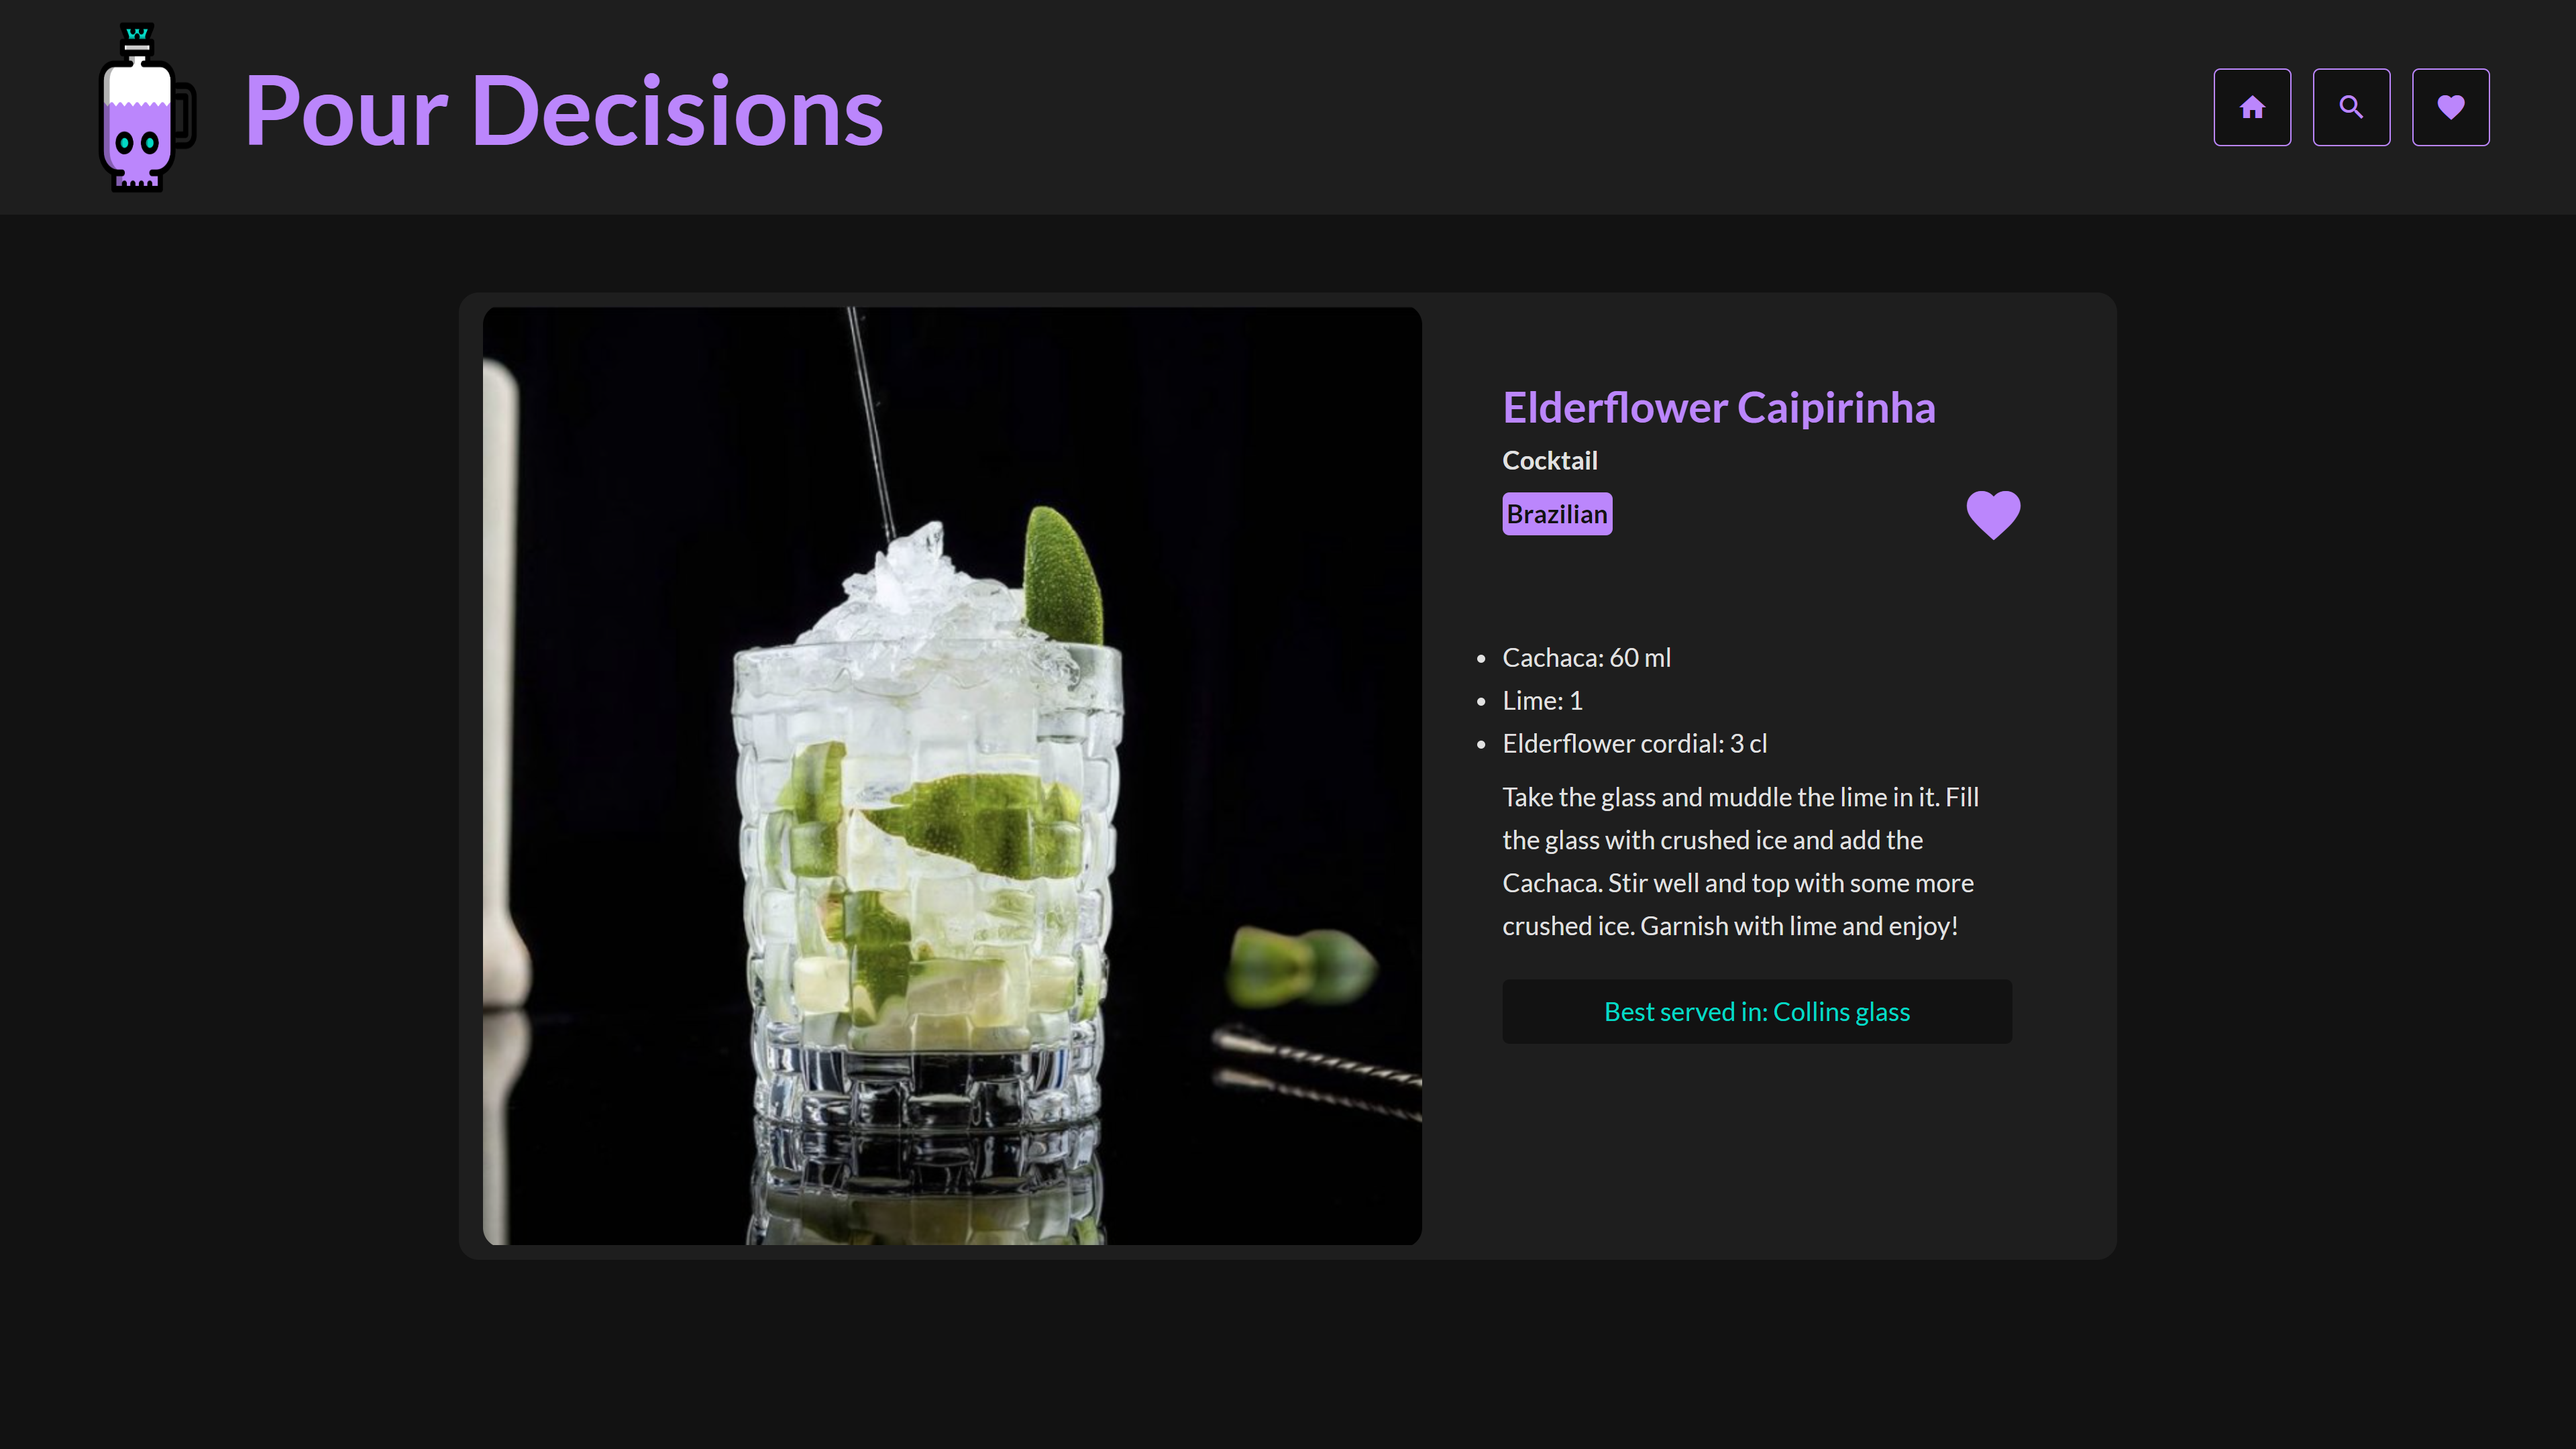 Pour Decisions
Elderflower Caipirinha
Cocktail
Brazilian
Cachaca: 60 ml
Lime: 1
Elderflower cordial: 3 cl
Take the glass and muddle the lime in it. Fill
the glass with crushed ice and add the
Cachaca. Stir well and top with some more
crushed ice. Garnish with lime and enjoy!
Best served in: Collins glass